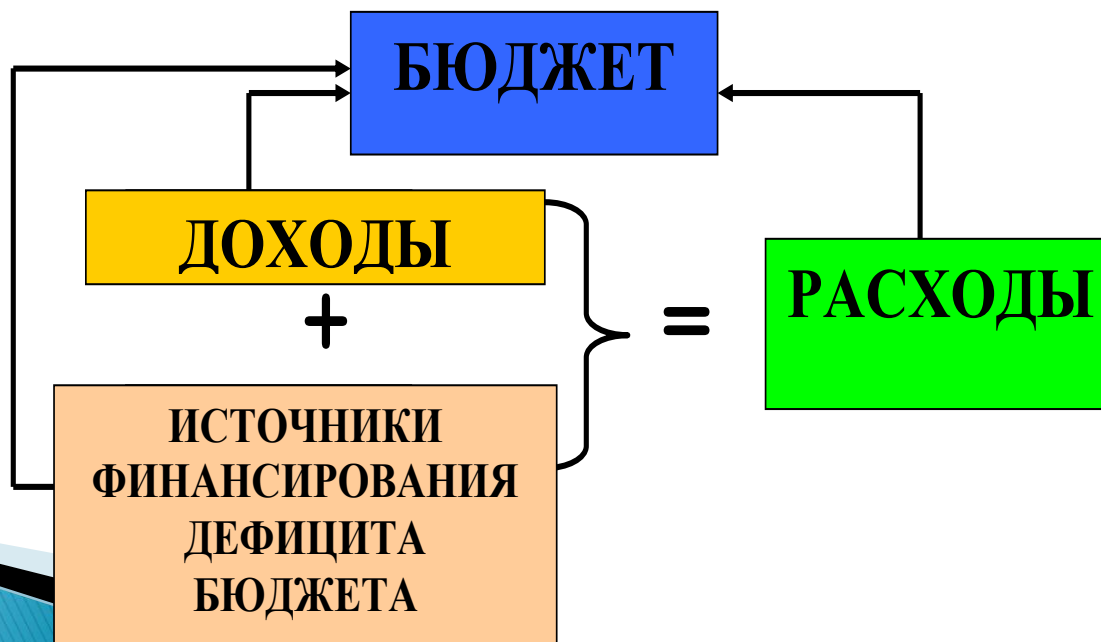 БЮДЖЕТ
ДОХОДЫ
+
=
РАСХОДЫ
ИСТОЧНИКИ
ФИНАНСИРОВАНИЯ
ДЕФИЦИТА
БЮДЖЕТА